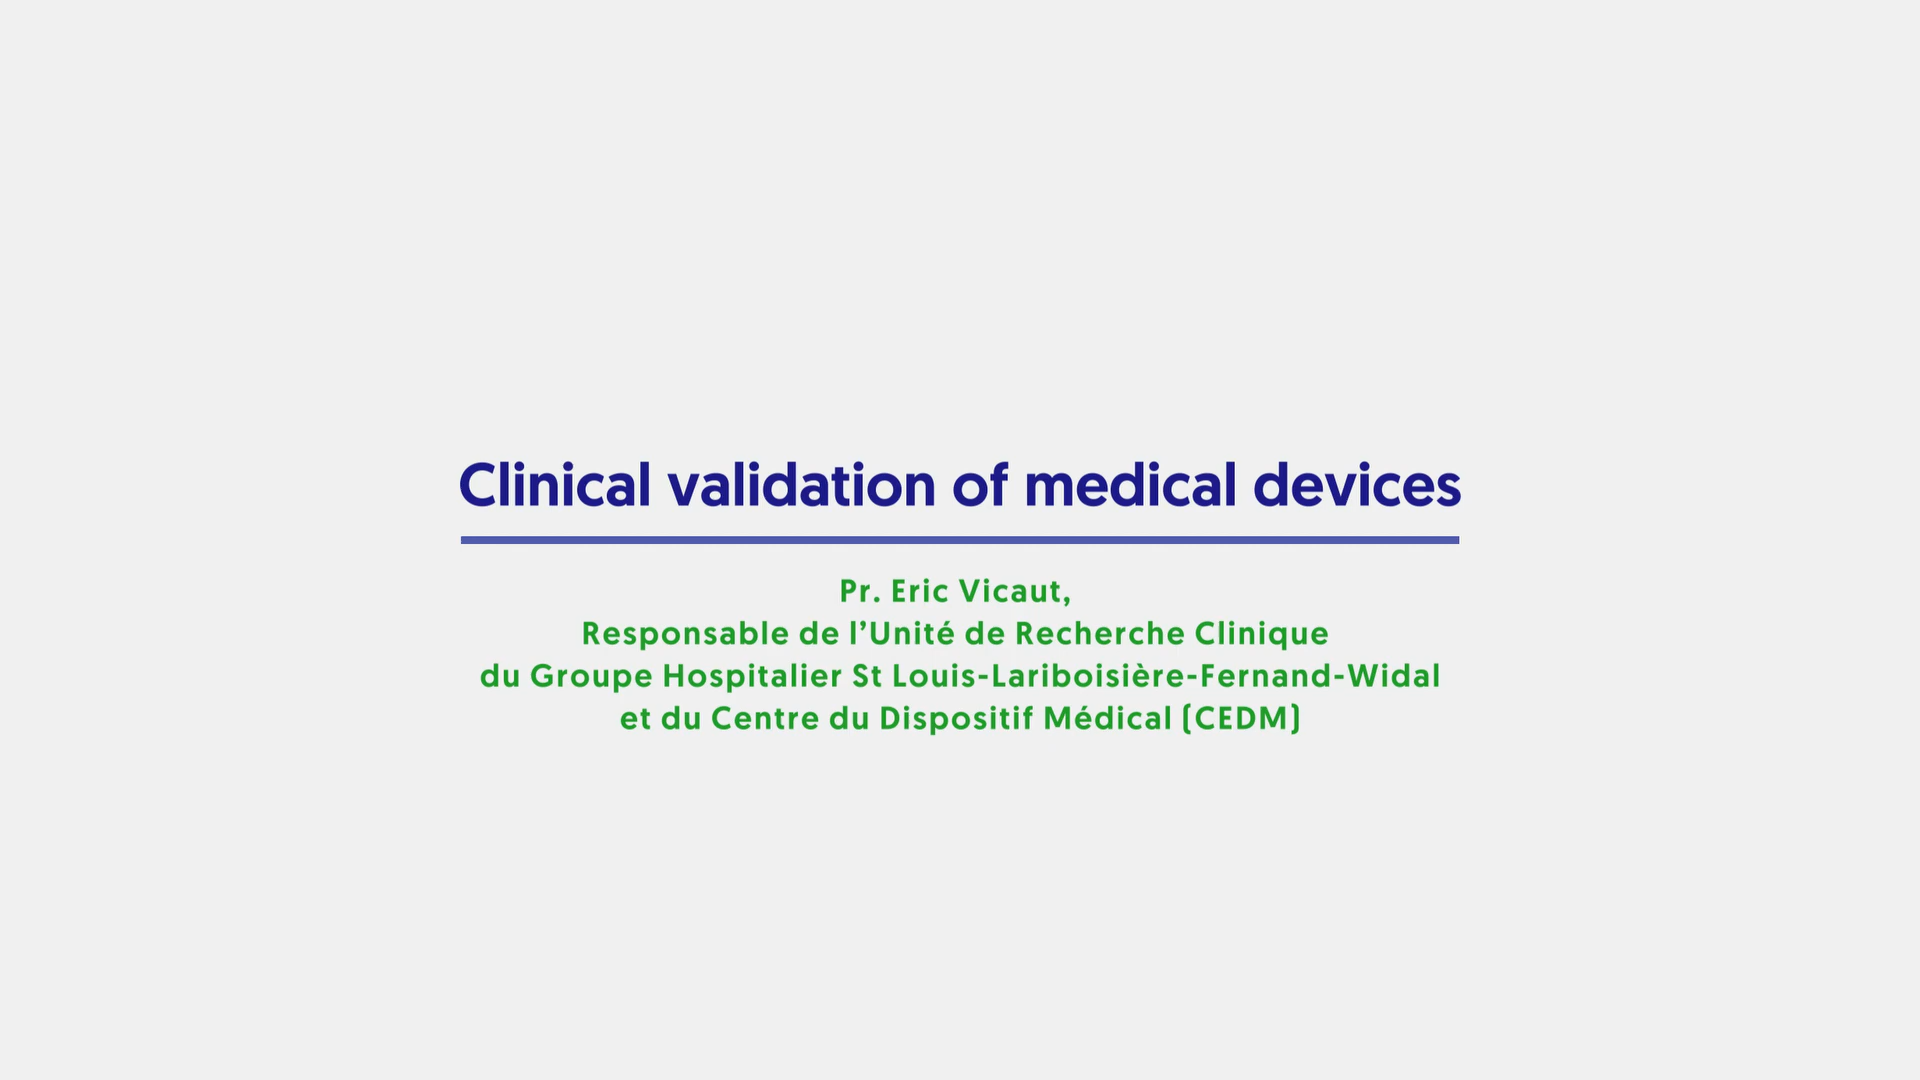 Clinical validation of medical devices
Pr. Eric Vicaut,
Responsable de l’Unité de Recherche Clinique
du Groupe Hospitalier St Louis-Lariboisière-Fernand-Widal
et du Centre du Dispositif Médical (CEDM)